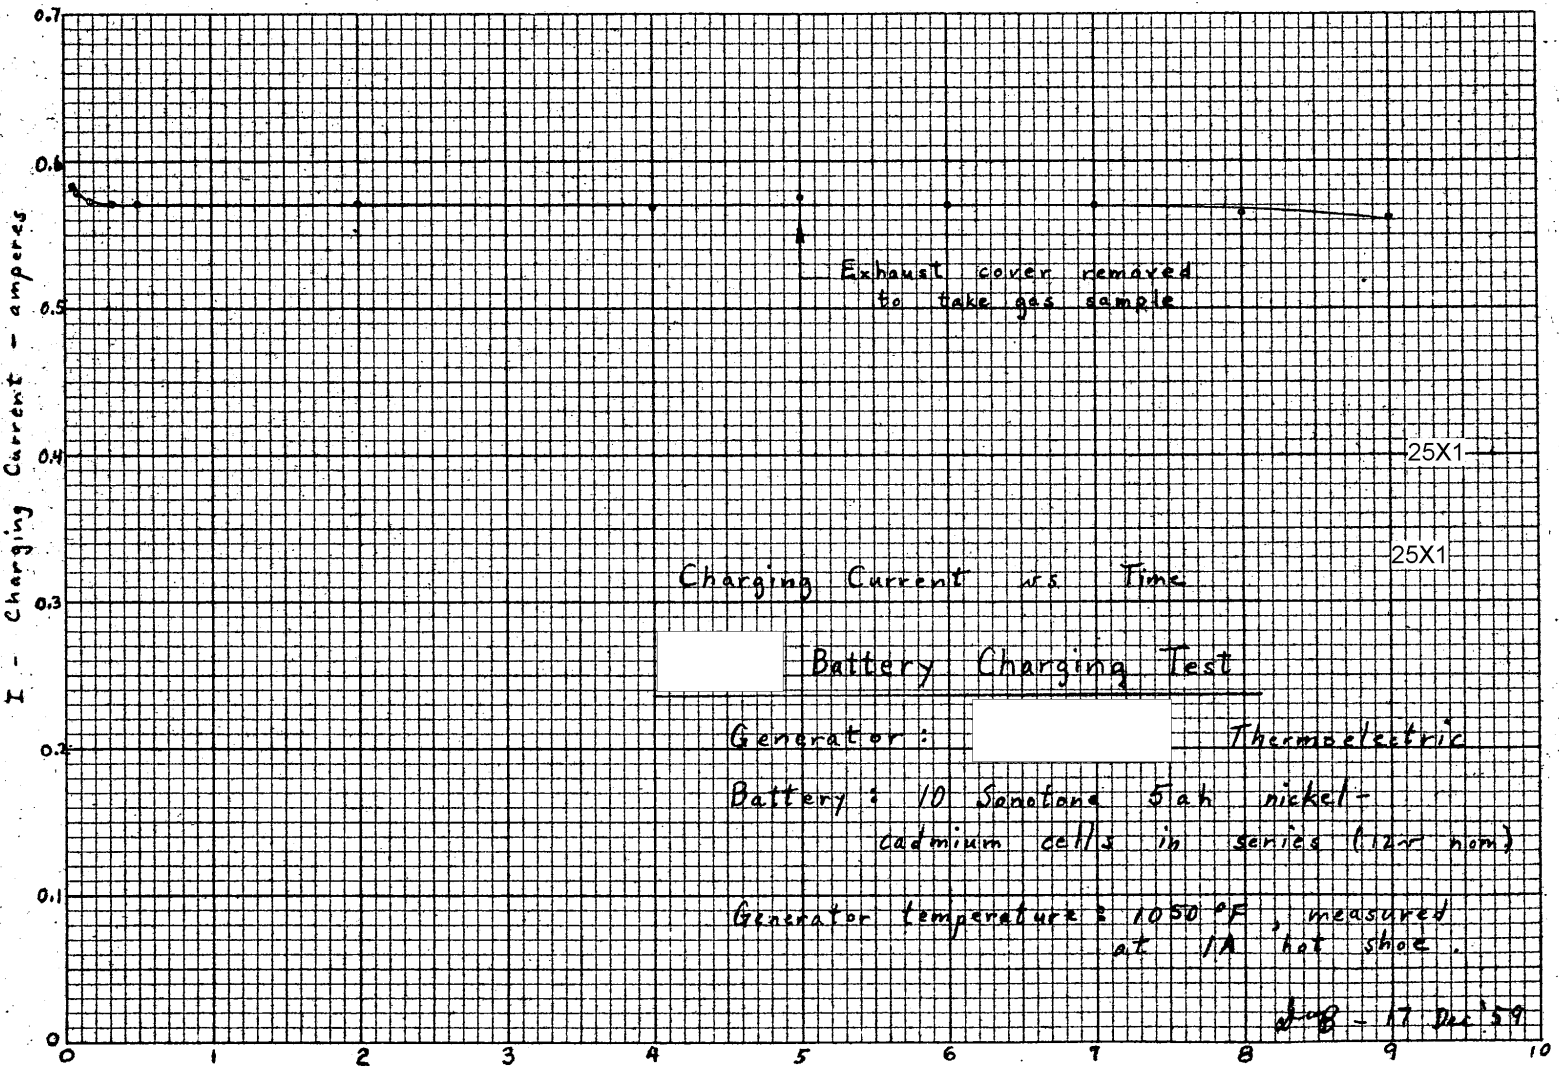 0.7
0.6
0.5
0.4
0.3
0.2
0.1
0
I - Charging Current - amperes
Exhaust cover removed
to take gas sample
25X1
25X1
Charging Current vs Time
Battery Charging Test
Generator: Thermoelectric
Battery: 10 Sonotone 5 ah nickel-
cadmium cells in series (12 v nom)
Generator temperature: 1050 °F, measured
at 1A hot shoe.
- 17 Dec '59
0 1 2 3 4 5 6 7 8 9 10